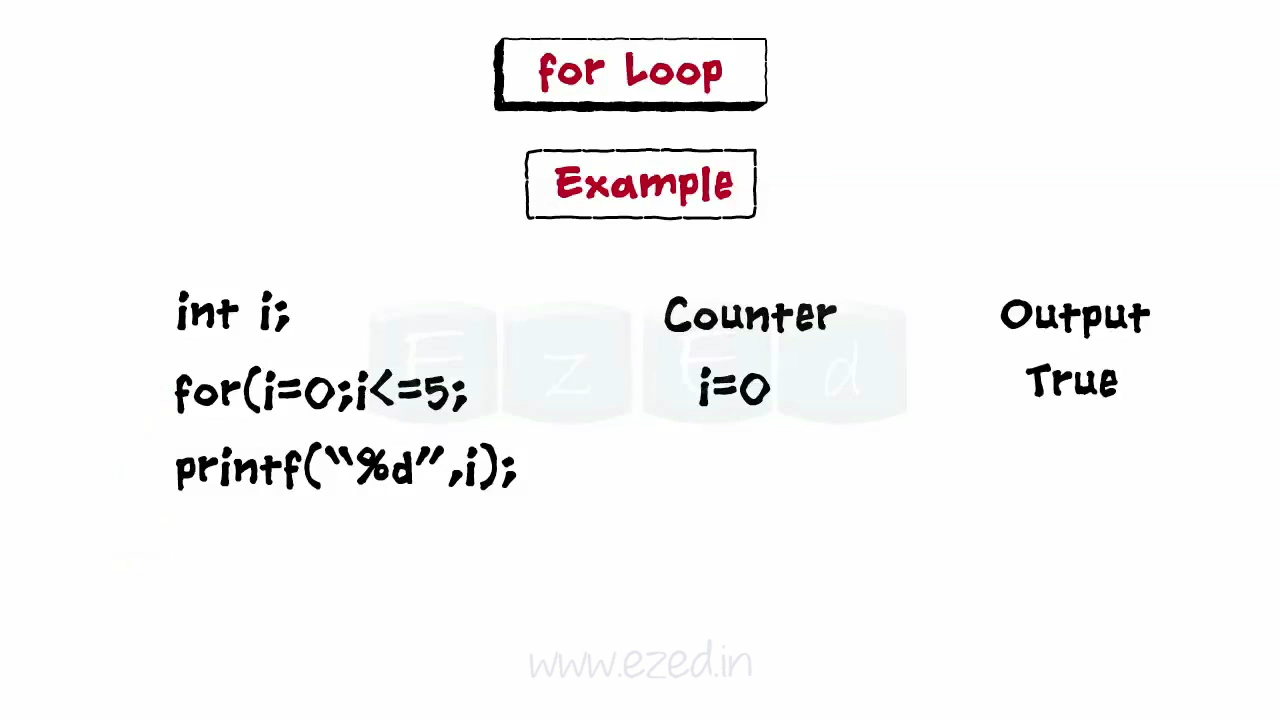 for Loop
Example
int i; Counter Output
for(i=0;i<=5; i=0 True
printf(“%d”,i);
E z E d
www.ezed.in